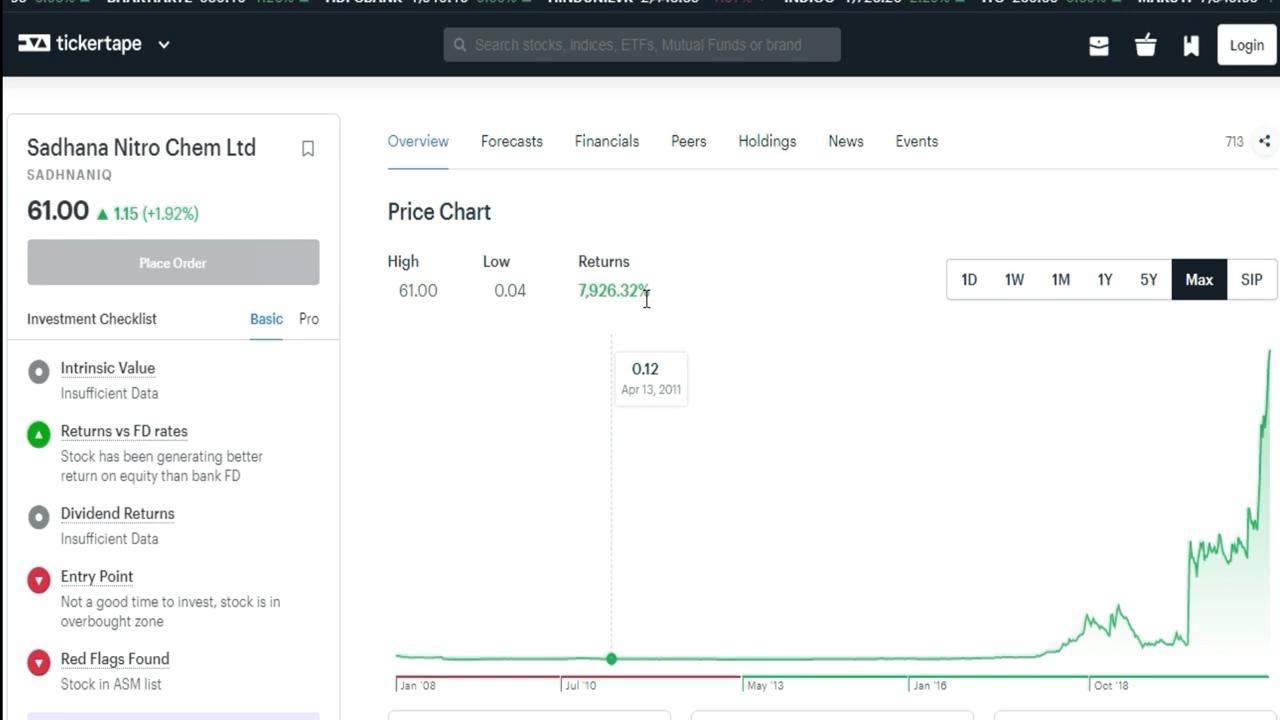 tickertape
Search stocks, indices, ETFs, Mutual Funds or brand
Login
Sadhana Nitro Chem Ltd
SADHNANIQ
61.00 ▲ 1.15 (+1.92%)
Place Order
Investment Checklist Basic Pro
Intrinsic Value
Insufficient Data
Returns vs FD rates
Stock has been generating better
return on equity than bank FD
Dividend Returns
Insufficient Data
Entry Point
Not a good time to invest, stock is in
overbought zone
Red Flags Found
Stock in ASM list
Overview Forecasts Financials Peers Holdings News Events 713
Price Chart
High Low Returns
61.00 0.04 7,926.32%
1D 1W 1M 1Y 5Y Max SIP
0.12
Apr 13, 2011
Jan '08 Jul '10 May '13 Jan '16 Oct '18